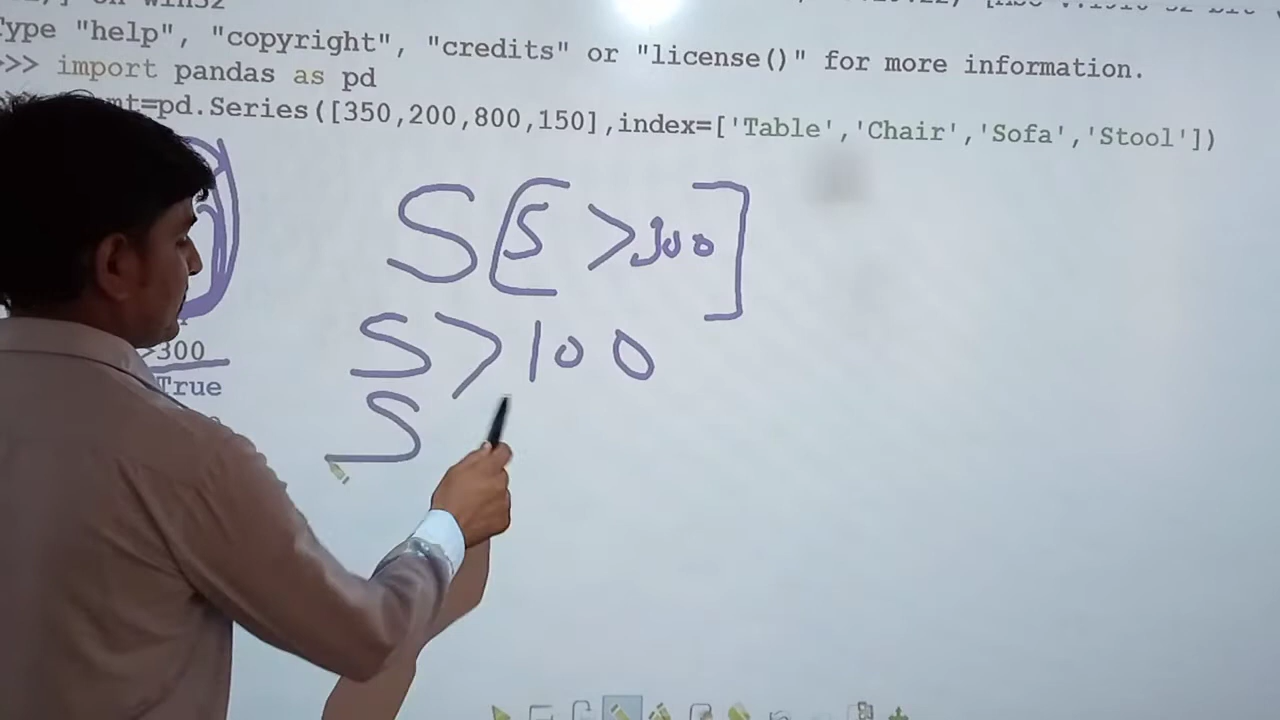 Type "help", "copyright", "credits" or "license()" for more information.
>>> import pandas as pd
nt=pd.Series([350,200,800,150],index=['Table','Chair','Sofa','Stool'])
S[S >300]
S>100
>300
True
S